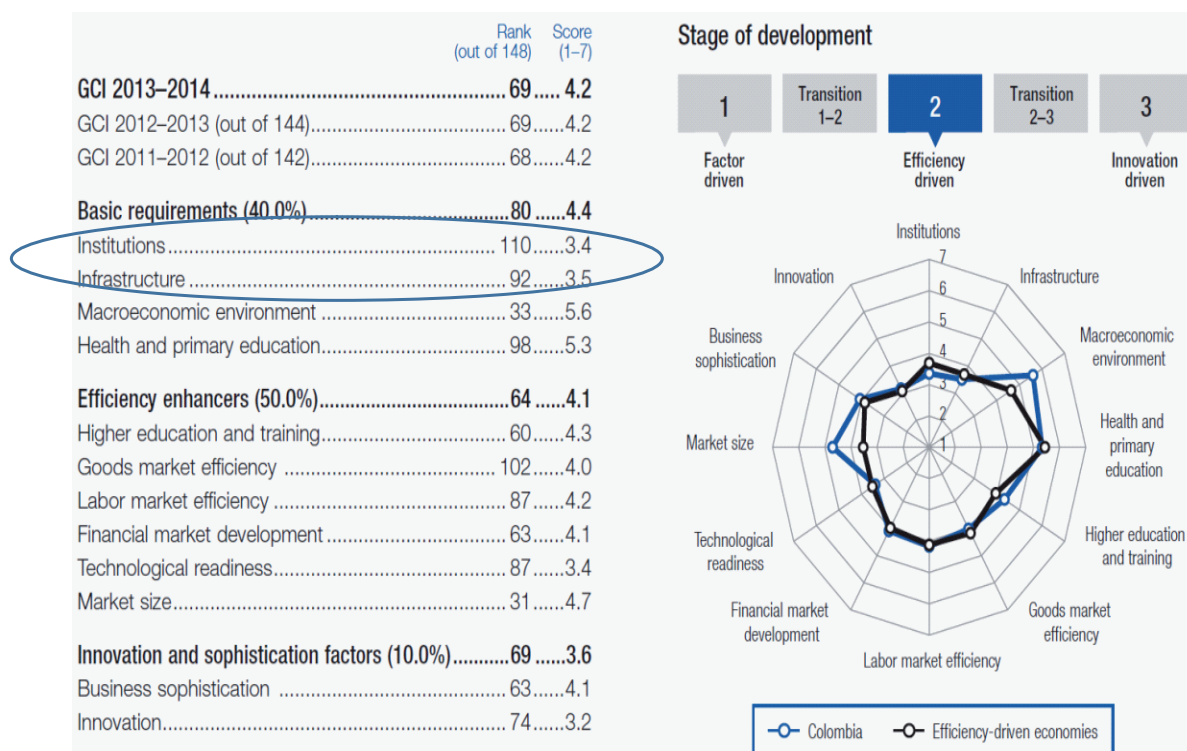 Rank Score
(out of 148) (1–7)
GCI 2013–2014 ........................................................ 69 ..... 4.2
GCI 2012–2013 (out of 144) ................................. 69 ..... 4.2
GCI 2011–2012 (out of 142) ................................. 68 ..... 4.2
Basic requirements (40.0%) ................................. 80 ...... 4.4
Institutions ................................................... 110 ..... 3.4
Infrastructure ................................................. 92 ..... 3.5
Macroeconomic environment ............................ 33 ..... 5.6
Health and primary education ............................ 98 ..... 5.3
Efficiency enhancers (50.0%) ............................. 64 ..... 4.1
Higher education and training ............................ 60 ..... 4.3
Goods market efficiency .................................. 102 ..... 4.0
Labor market efficiency .................................... 87 ..... 4.2
Financial market development ........................... 63 ..... 4.1
Technological readiness ................................... 87 ..... 3.4
Market size ..................................................... 31 ..... 4.7
Innovation and sophistication factors (10.0%) .......... 69 ..... 3.6
Business sophistication ................................... 63 ..... 4.1
Innovation ...................................................... 74 ..... 3.2
Stage of development
1
Transition
1–2
2
Transition
2–3
3
Factor
driven
Efficiency
driven
Innovation
driven
Institutions
Infrastructure
Macroeconomic
environment
Health and
primary
education
Higher education
and training
Goods market
efficiency
Labor market efficiency
Financial market
development
Technological
readiness
Market size
Business
sophistication
Innovation
7
6
5
4
3
2
1
Colombia
Efficiency-driven economies